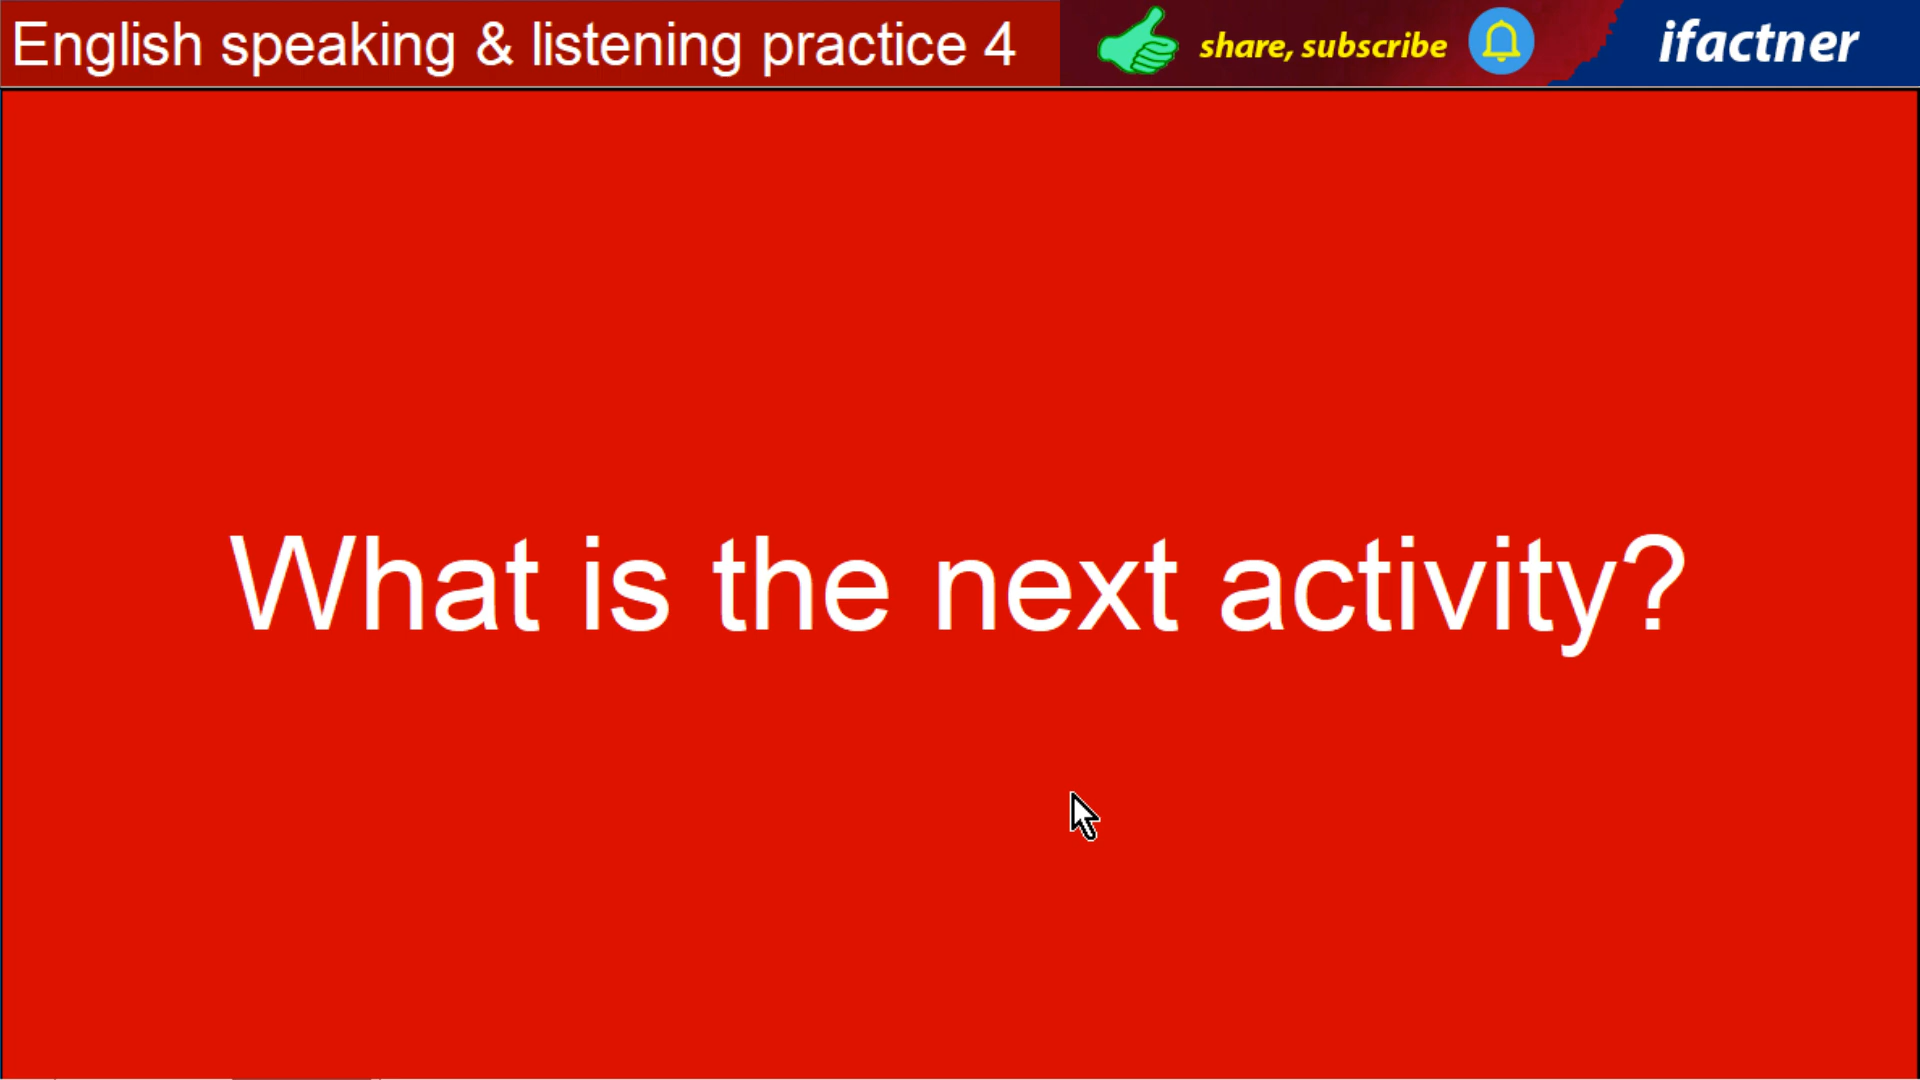 English speaking & listening practice 4
share, subscribe
ifactner
What is the next activity?